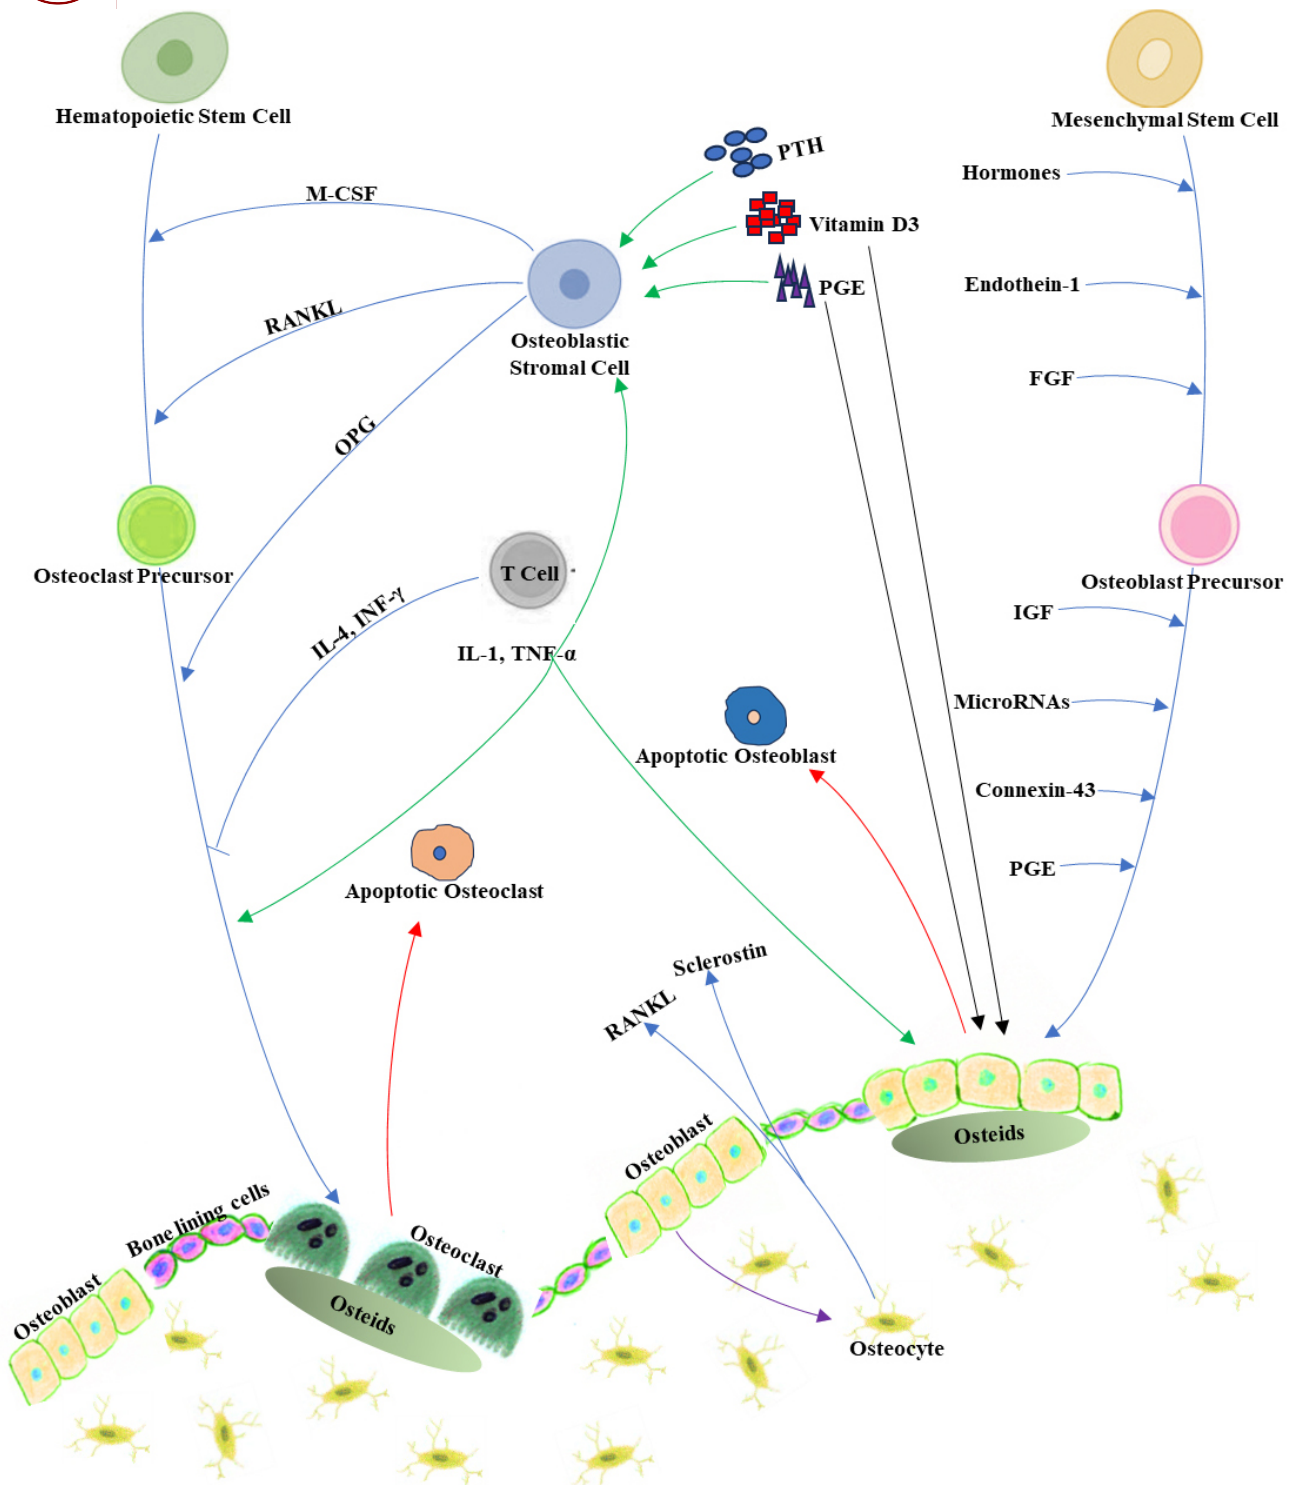 Hematopoietic Stem Cell
Mesenchymal Stem Cell
PTH
Hormones
M-CSF
Vitamin D3
Endothein-1
PGE
RANKL
Osteoblastic
Stromal Cell
FGF
OPG
T Cell
Osteoclast Precursor
Osteoblast Precursor
IGF
IL-4, INF-γ
IL-1, TNF-α
MicroRNAs
Apoptotic Osteoblast
Connexin-43
PGE
Apoptotic Osteoclast
Sclerostin
RANKL
Osteids
Osteoblast
Bone lining cells
Osteoclast
Osteoblast
Osteids
Osteocyte